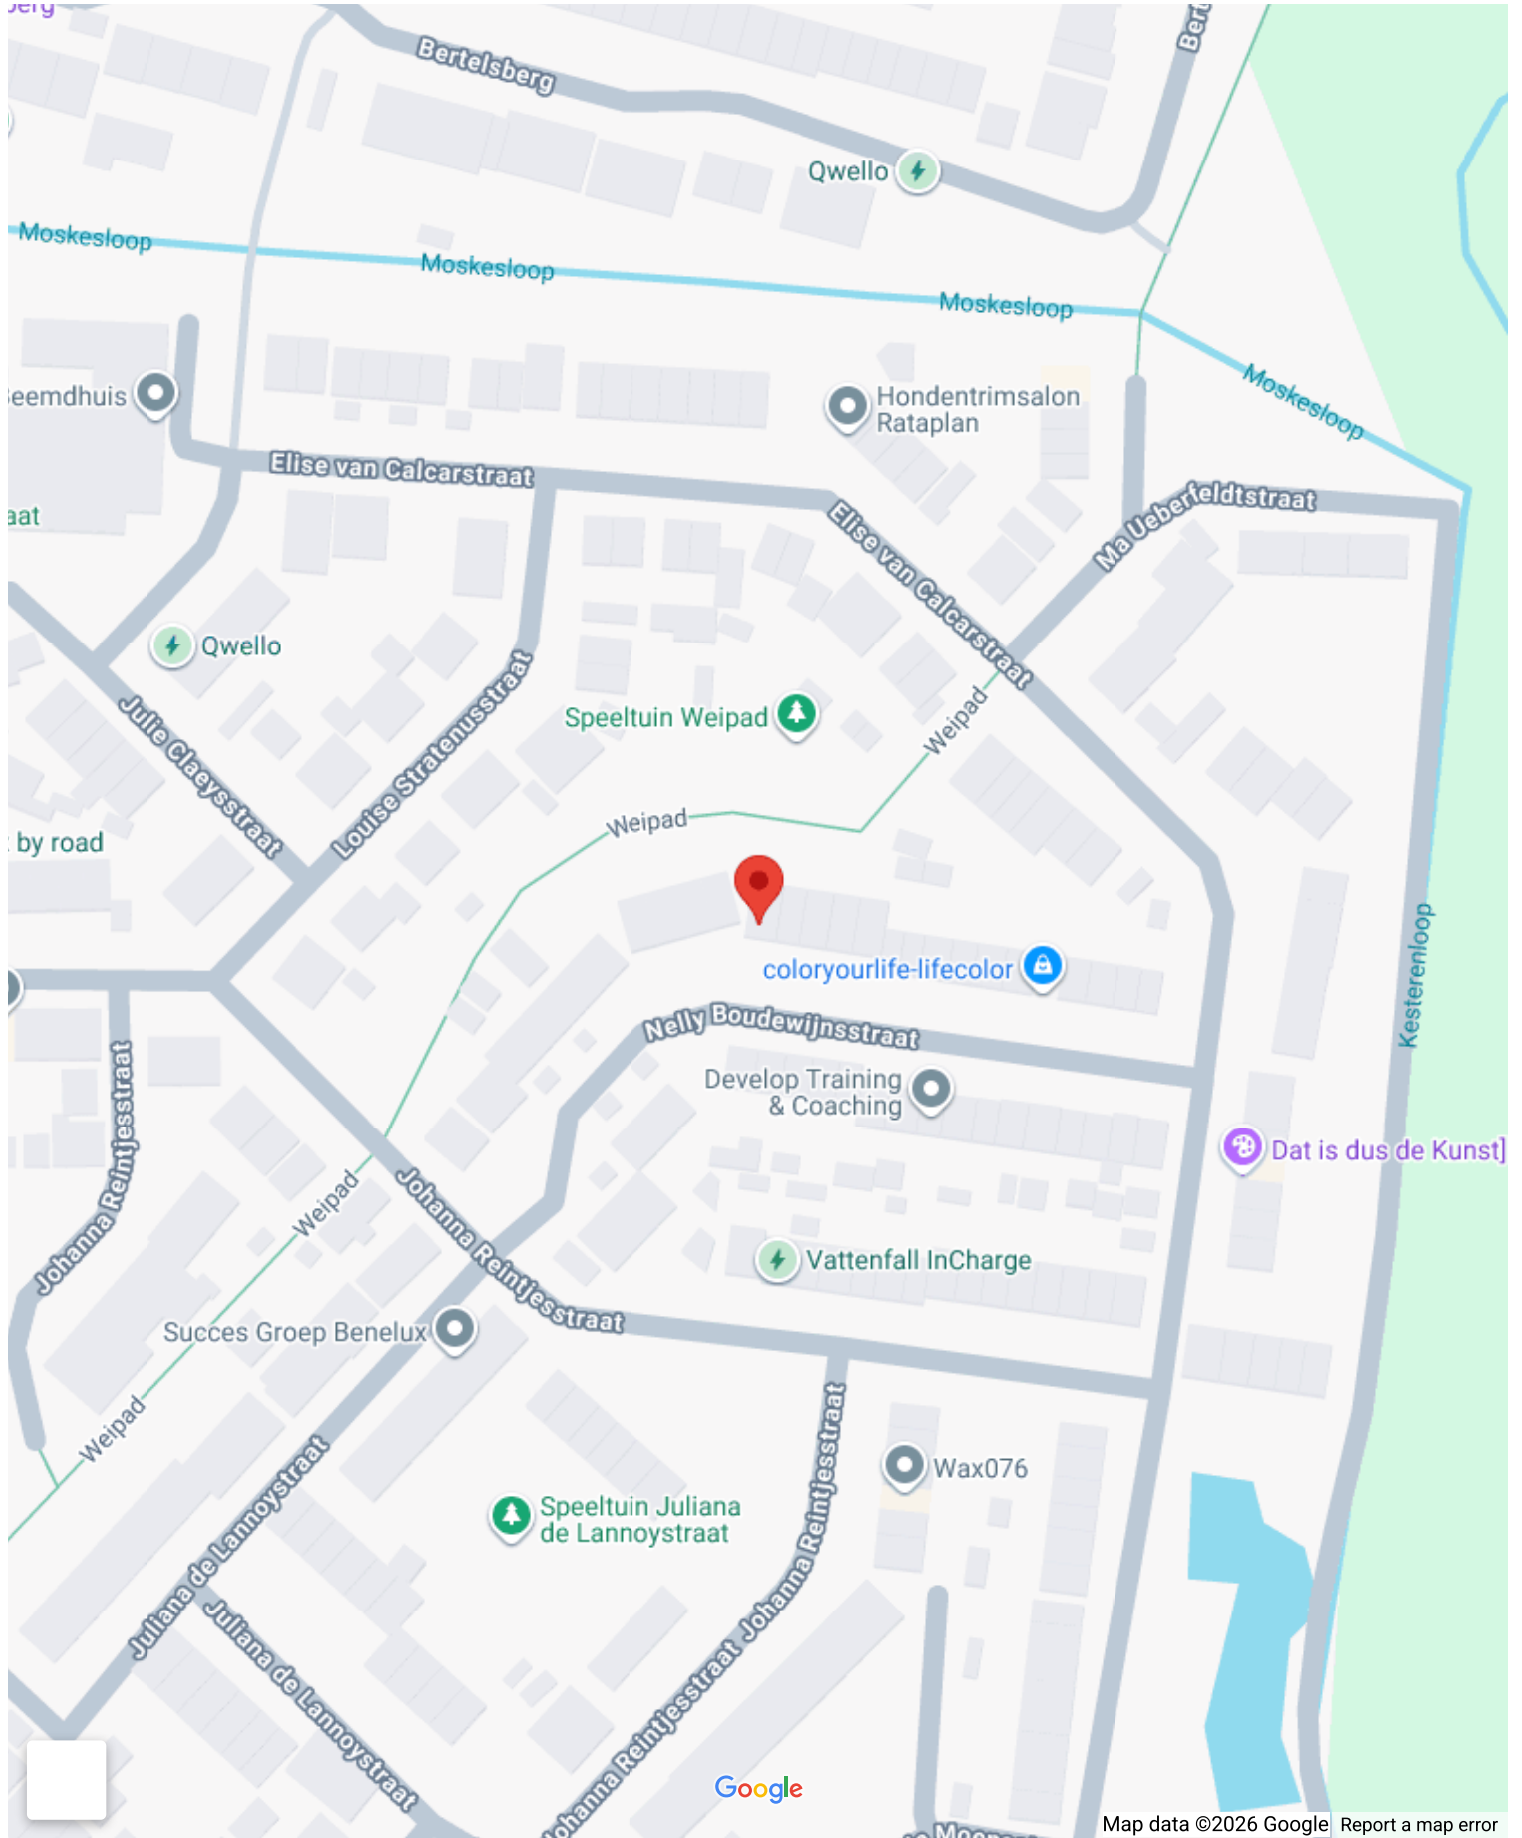 Bertelsberg
Qwello
Moskesloop
Moskesloop
Moskesloop
Moskesloop
Hondentrimsalon
Rataplan
Elise van Calcarstraat
Ma Ueberfeldtstraat
Elise van Calcarstraat
Qwello
Julie Claeysstraat
Louise Stratenusstraat
Speeltuin Weipad
Weipad
Weipad
by road
coloryourlife-lifecolor
Kesterenloop
Nelly Boudewijnsstraat
Develop Training
& Coaching
Johanna Reintjesstraat
Dat is dus de Kunst]
Weipad
Johanna Reintjesstraat
Vattenfall InCharge
Succes Groep Benelux
Weipad
Johanna Reintjesstraat
Wax076
Speeltuin Juliana
de Lannoystraat
Juliana de Lannoystraat
Juliana de Lannoystraat
Johanna Reintjesstraat
Google
Map data ©2026 Google
Report a map error